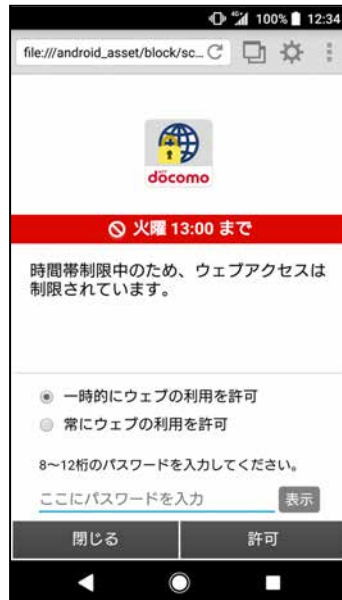 4G 100% 12:34
file:///android_asset/block/sc...
döcomo
火曜 13:00 まで
時間帯制限中のため、ウェブアクセスは
制限されています。
一時的にウェブの利用を許可
常にウェブの利用を許可
8〜12桁のパスワードを入力してください。
ここにパスワードを入力 表示
閉じる 許可